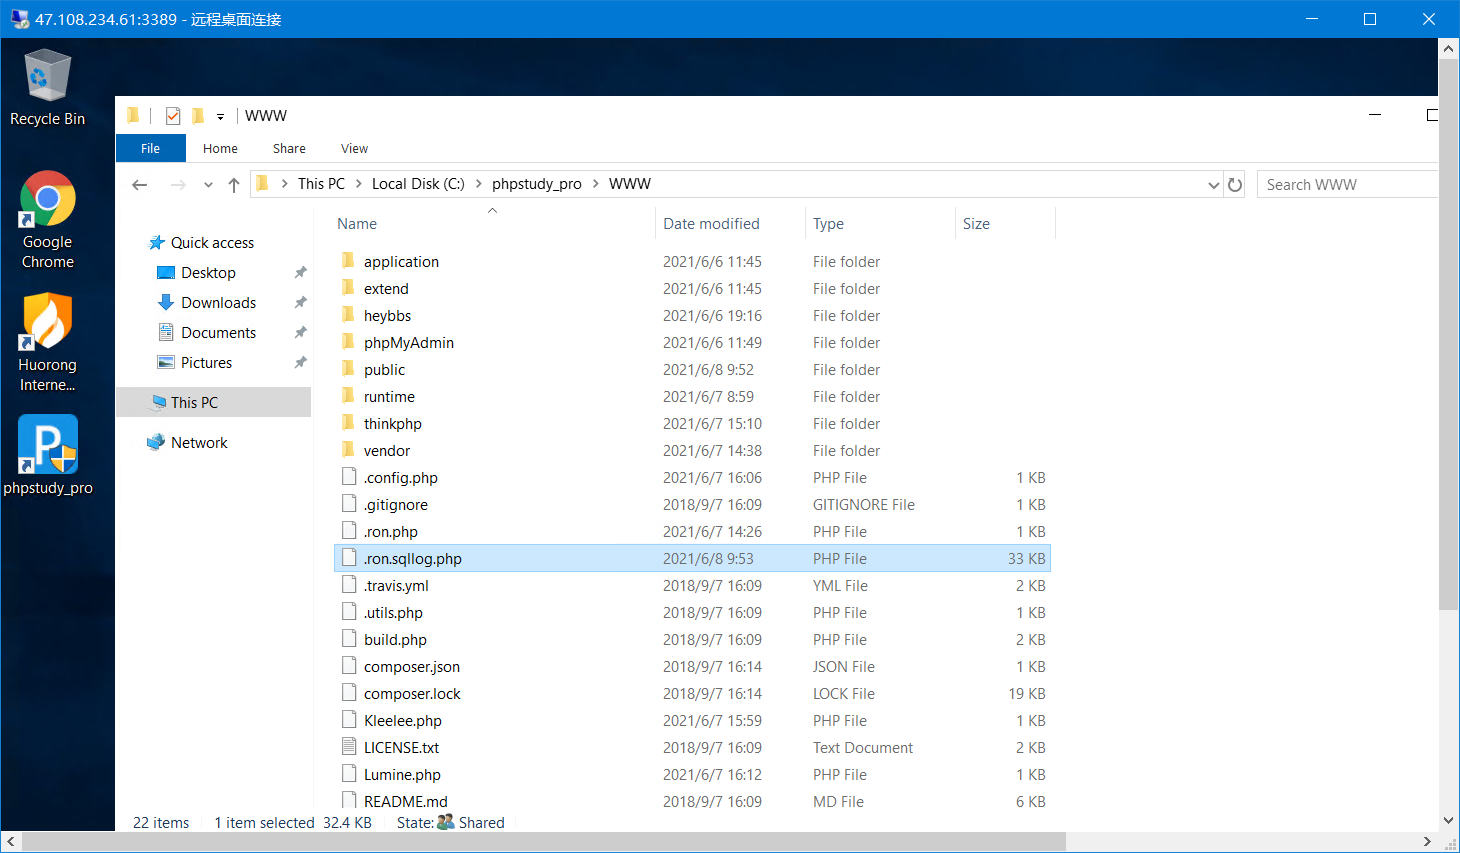 47.108.234.61:3389 - 远程桌面连接
Recycle Bin
Google
Chrome
Huorong
Interne...
phpstudy_pro
WWW
File Home Share View
This PC Local Disk (C:) phpstudy_pro WWW
Search WWW
Quick access
Desktop
Downloads
Documents
Pictures
This PC
Network
Name Date modified Type Size
application 2021/6/6 11:45 File folder
extend 2021/6/6 11:45 File folder
heybbs 2021/6/6 19:16 File folder
phpMyAdmin 2021/6/6 11:49 File folder
public 2021/6/8 9:52 File folder
runtime 2021/6/7 8:59 File folder
thinkphp 2021/6/7 15:10 File folder
vendor 2021/6/7 14:38 File folder
.config.php 2021/6/7 16:06 PHP File 1 KB
.gitignore 2018/9/7 16:09 GITIGNORE File 1 KB
.ron.php 2021/6/7 14:26 PHP File 1 KB
.ron.sqllog.php 2021/6/8 9:53 PHP File 33 KB
.travis.yml 2018/9/7 16:09 YML File 2 KB
.utils.php 2018/9/7 16:09 PHP File 1 KB
build.php 2018/9/7 16:09 PHP File 2 KB
composer.json 2018/9/7 16:14 JSON File 1 KB
composer.lock 2018/9/7 16:14 LOCK File 19 KB
Kleelee.php 2021/6/7 15:59 PHP File 1 KB
LICENSE.txt 2018/9/7 16:09 Text Document 2 KB
Lumine.php 2021/6/7 16:12 PHP File 1 KB
README.md 2018/9/7 16:09 MD File 6 KB
22 items 1 item selected 32.4 KB State: Shared